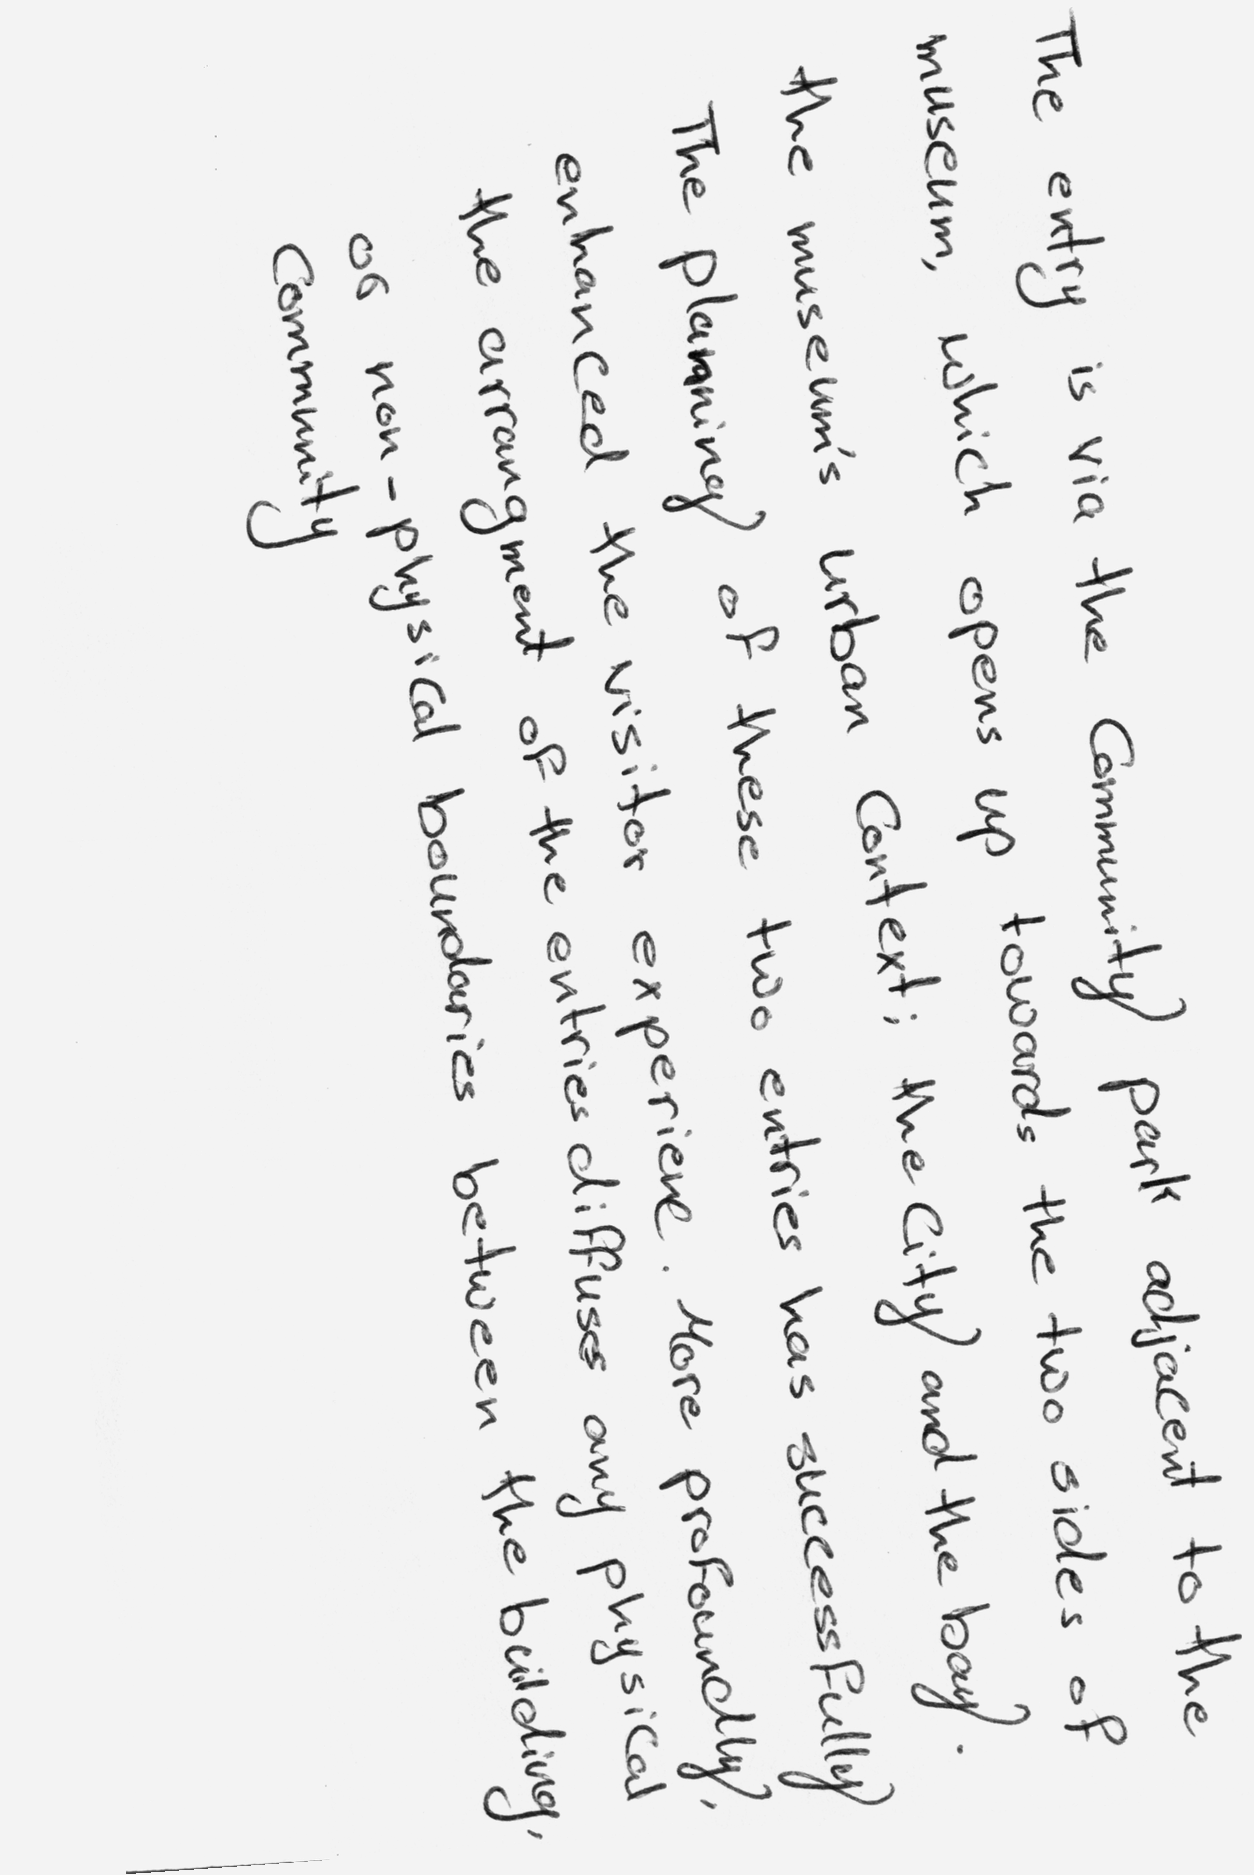 The entry is via the Community park adjacent to the
museum, which opens up towards the two sides of
the museum's urban Context; the City and the bay.
The planning of these two entries has successfully
enhanced the visitor experiene. More profoundly,
the arrangment of the entries diffuses any physical
or non-physical boundaries between the building,
Community